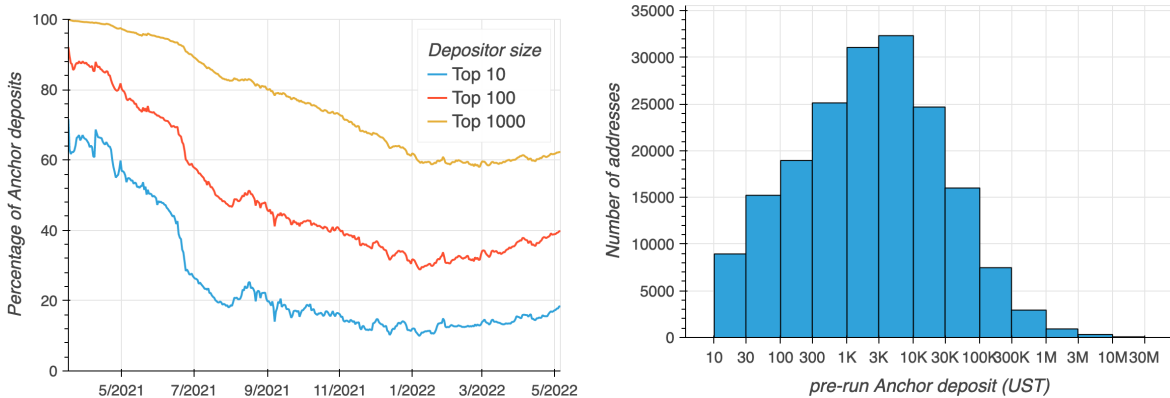 100
80
60
40
20
0
Percentage of Anchor deposits
Depositor size
Top 10
Top 100
Top 1000
5/2021 7/2021 9/2021 11/2021 1/2022 3/2022 5/2022
35000
30000
25000
20000
15000
10000
5000
0
Number of addresses
10 30 100 300 1K 3K 10K 30K 100K 300K 1M 3M 10M 30M
pre-run Anchor deposit (UST)